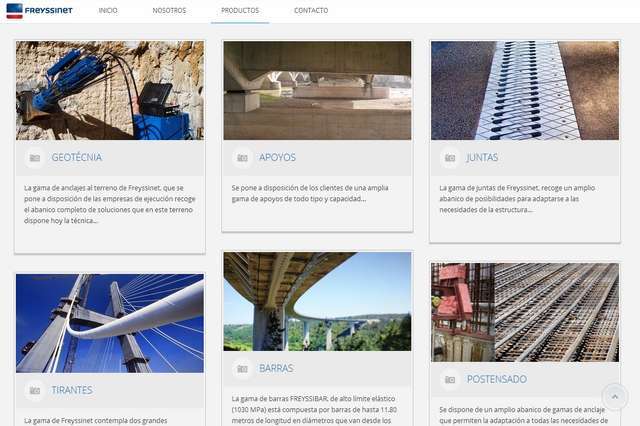 FREYSSINET
INICIO
NOSOTROS
PRODUCTOS
CONTACTO
GEOTÉCNIA
La gama de anclajes al terreno de Freyssinet, que se
pone a disposición de las empresas de ejecución recoge
el abanico completo de soluciones que en este terreno
dispone hoy la técnica...
APOYOS
Se pone a disposición de los clientes de una amplia
gama de apoyos de todo tipo y capacidad...
JUNTAS
La gama de juntas de Freyssinet, recoge un amplio
abanico de posibilidades para adaptarse a las
necesidades de la estructura...
TIRANTES
La gama de Freyssinet contempla dos grandes
BARRAS
La gama de barras FREYSSIBAR, de alto límite elástico
(1030 MPa) está compuesta por barras de hasta 11,80
metros de longitud en diámetros que van desde los
POSTENSADO
Se dispone de un amplio abanico de gamas de anclaje
que permiten la adaptación a todas las necesidades de